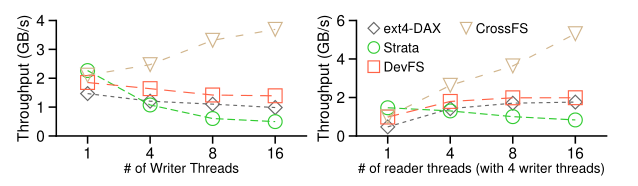 4
3
2
1
0
Throughput (GB/s)
1 4 8 16
# of Writer Threads
6
4
2
0
Throughput (GB/s)
ext4-DAX CrossFS
Strata
DevFS
1 4 8 16
# of reader threads (with 4 writer threads)